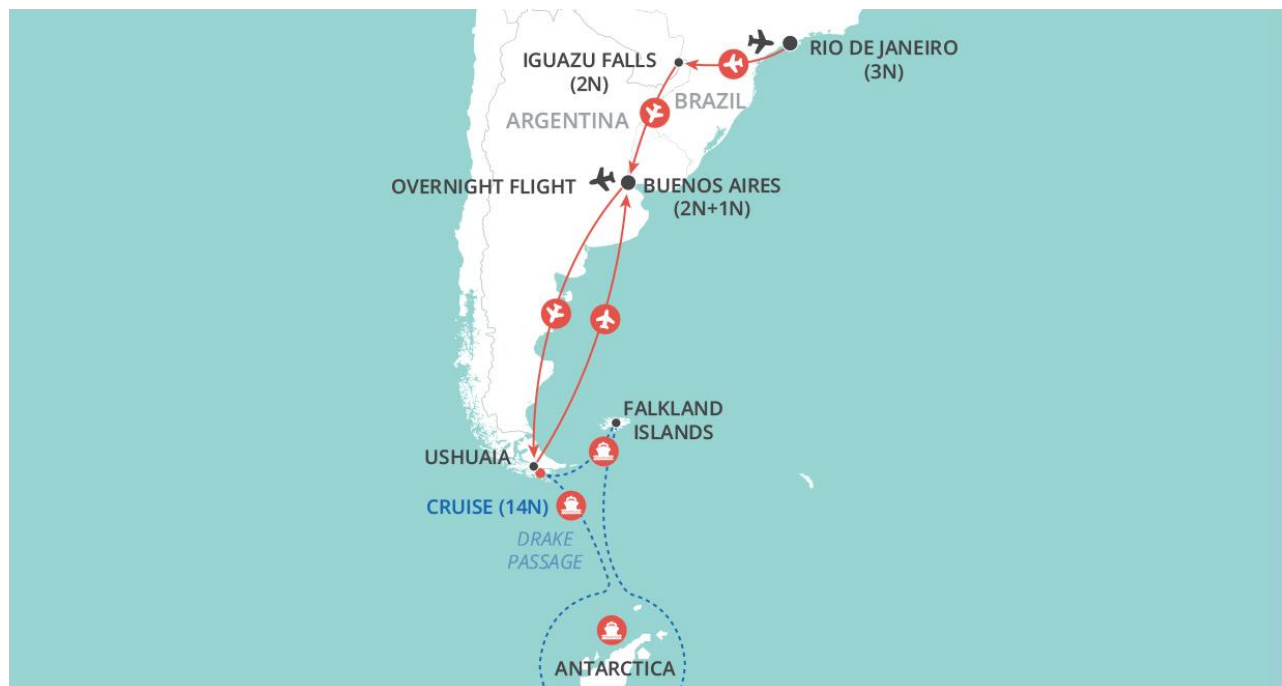 RIO DE JANEIRO
(3N)
IGUAZU FALLS
(2N)
BRAZIL
ARGENTINA
OVERNIGHT FLIGHT
BUENOS AIRES
(2N+1N)
FALKLAND
ISLANDS
USHUAIA
CRUISE (14N)
DRAKE
PASSAGE
ANTARCTICA